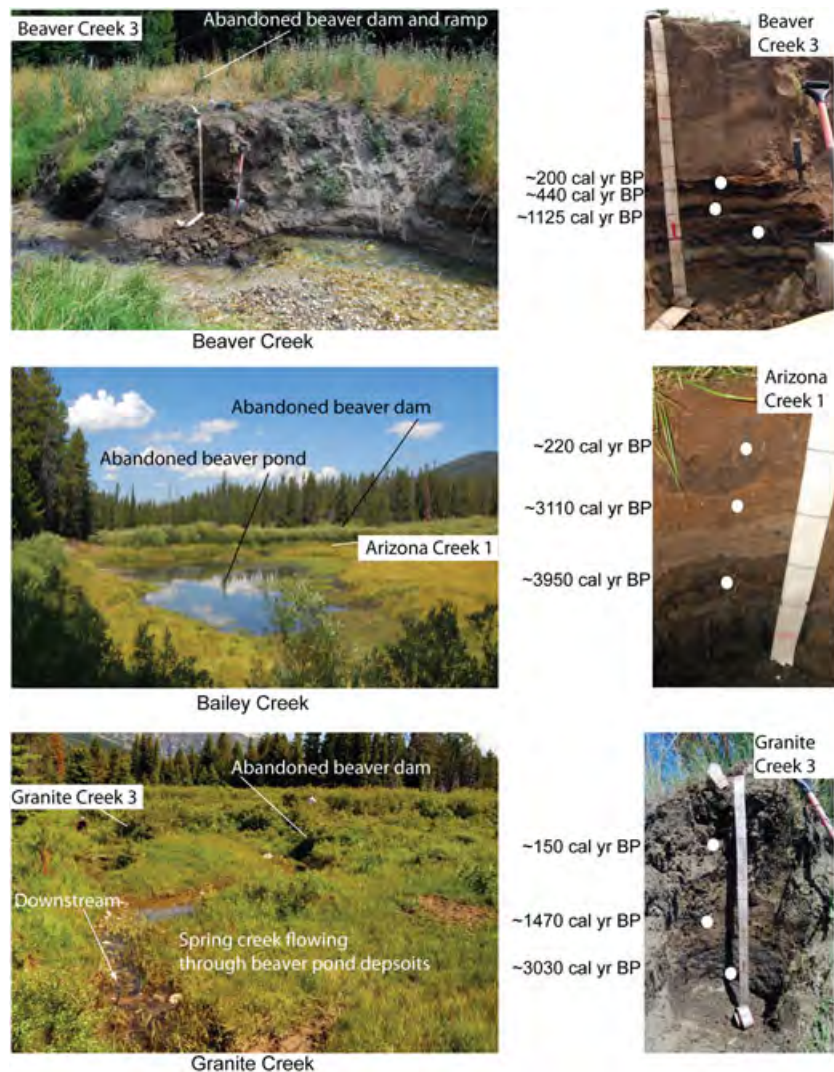 Beaver Creek 3
Abandoned beaver dam and ramp
Beaver Creek
Beaver
Creek 3
~200 cal yr BP
~440 cal yr BP
~1125 cal yr BP
Abandoned beaver dam
Abandoned beaver pond
Arizona Creek 1
Bailey Creek
Arizona
Creek 1
~220 cal yr BP
~3110 cal yr BP
~3950 cal yr BP
Abandoned beaver dam
Granite Creek 3
Downstream
Spring creek flowing
through beaver pond depsoits
Granite Creek
Granite
Creek 3
~150 cal yr BP
~1470 cal yr BP
~3030 cal yr BP